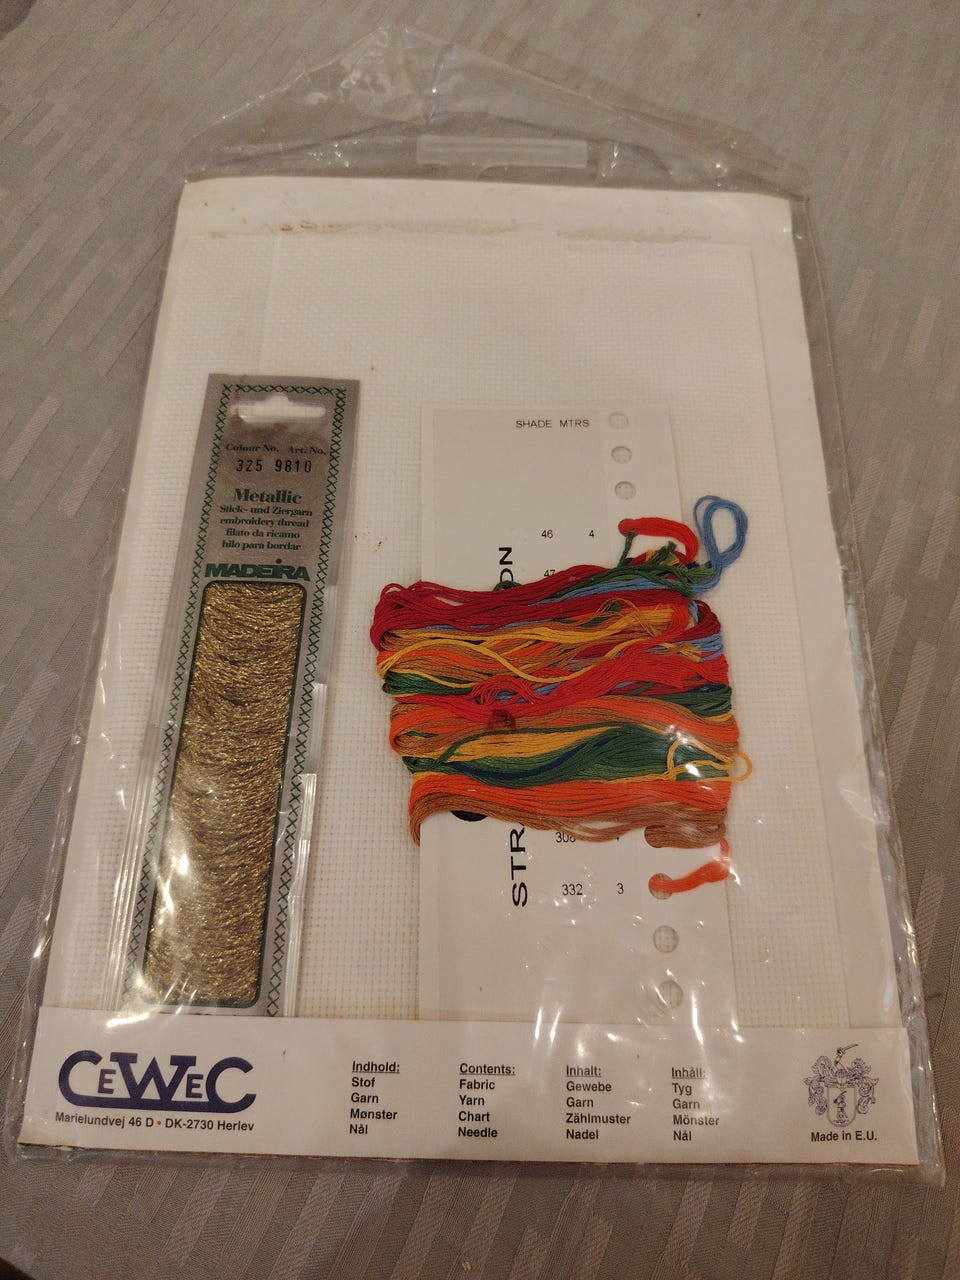 SHADE MTRS
Colour No. Art. No.
325 9810
Metallic
Stick- und Ziergarn
embroidery thread
filato da ricamo
hilo para bordar
MADEIRA
46 4
47
332 3
CEWEC
Marielundvej 46 D • DK-2730 Herlev
Indhold:
Stof
Garn
Mønster
Nål
Contents:
Fabric
Yarn
Chart
Needle
Inhalt:
Gewebe
Garn
Zählmuster
Nadel
Inhåll:
Tyg
Garn
Mönster
Nål
Made in E.U.